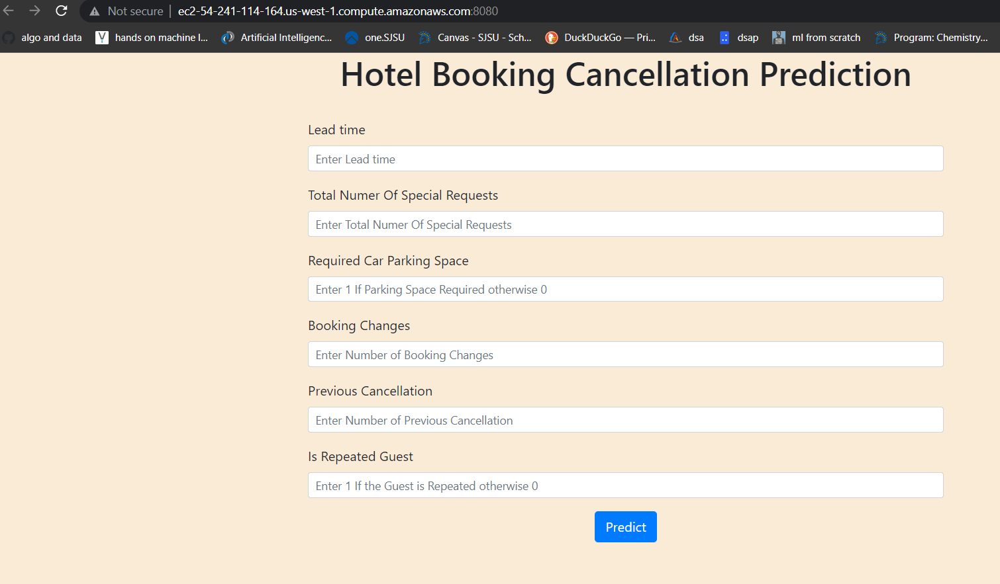 Not secure | ec2-54-241-114-164.us-west-1.compute.amazonaws.com:8080
algo and data hands on machine l... Artificial Intelligenc... one.SJSU Canvas - SJSU - Sch... DuckDuckGo — Pri... dsa dsap ml from scratch Program: Chemistry...
Hotel Booking Cancellation Prediction
Lead time
Enter Lead time
Total Numer Of Special Requests
Enter Total Numer Of Special Requests
Required Car Parking Space
Enter 1 If Parking Space Required otherwise 0
Booking Changes
Enter Number of Booking Changes
Previous Cancellation
Enter Number of Previous Cancellation
Is Repeated Guest
Enter 1 If the Guest is Repeated otherwise 0
Predict